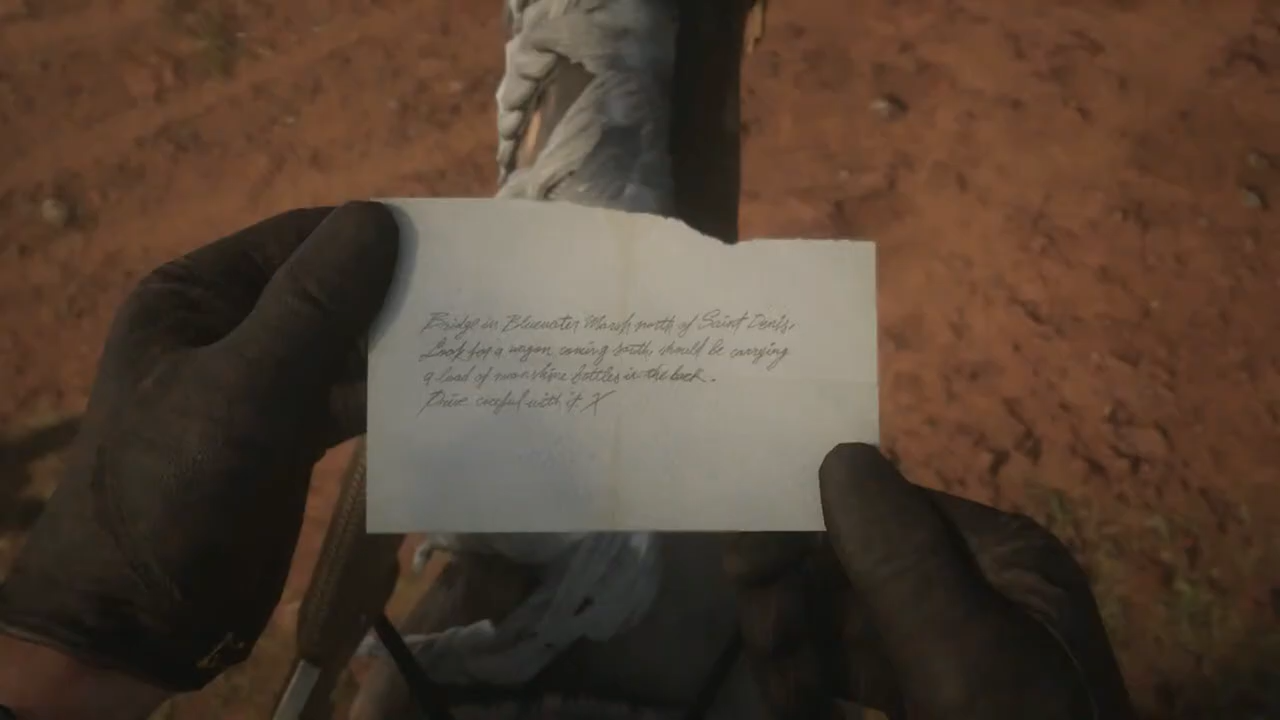 Bridge in Bluewater Marsh north of Saint Denis.
Look for a wagon coming south, should be carrying
a load of moonshine bottles in the back.
Drive careful with it. X